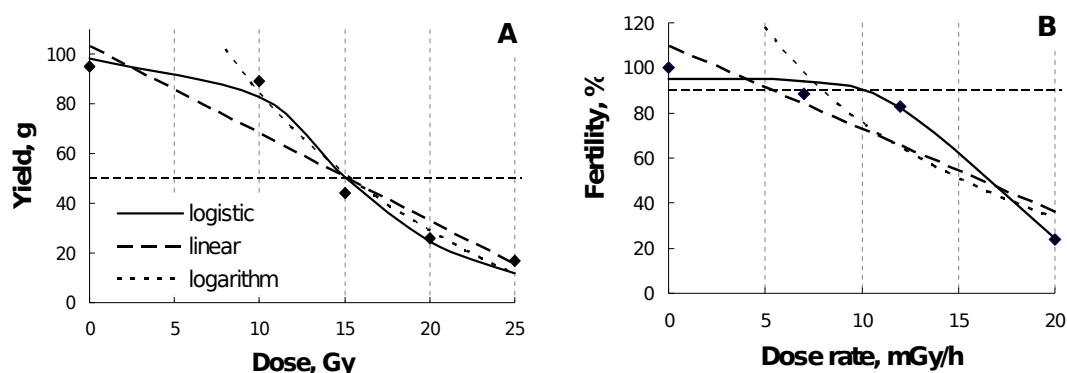 A
Yield, g
100
80
60
40
20
0
logistic
linear
logarithm
0 5 10 15 20 25
Dose, Gy
B
Fertility, %
120
100
80
60
40
20
0
0 5 10 15 20
Dose rate, mGy/h